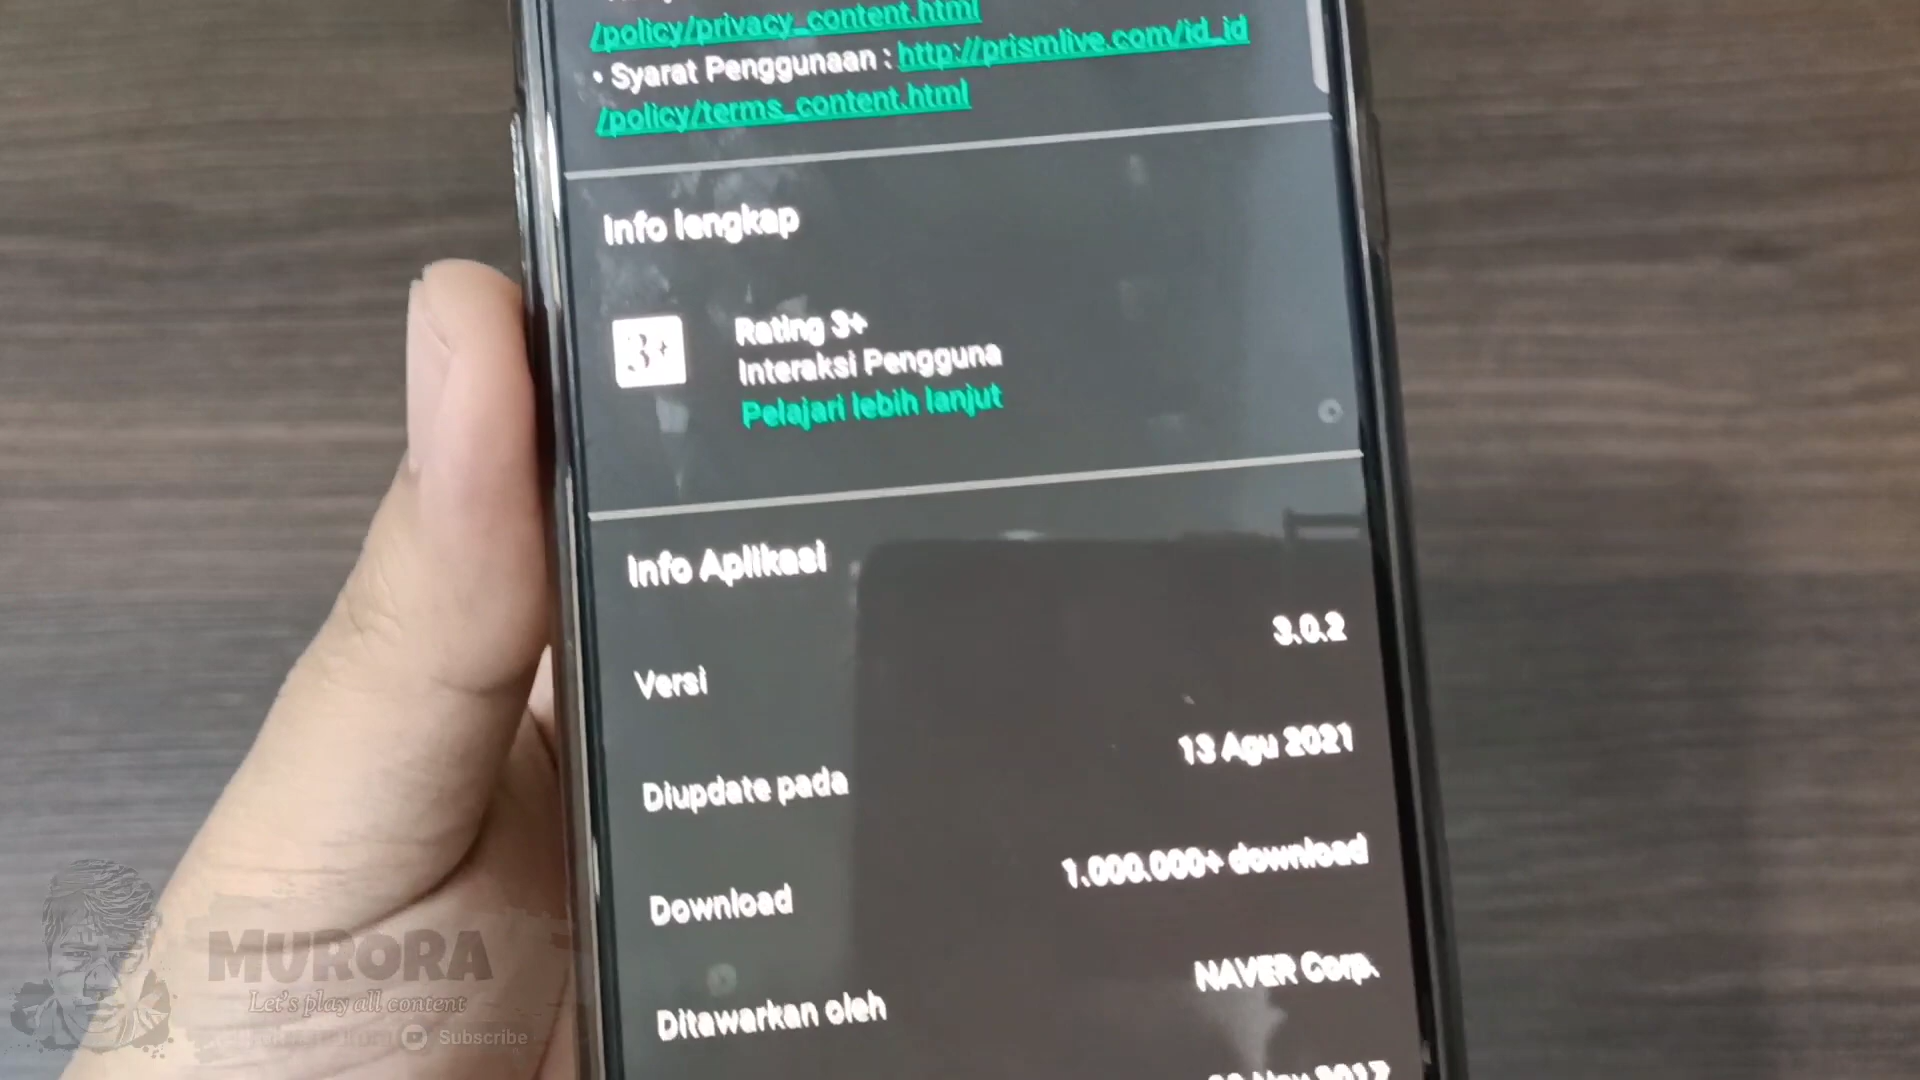 /policy/privacy_content.html
• Syarat Penggunaan : http://prismlive.com/id_id
/policy/terms_content.html
Info lengkap
3+
Rating 3+
Interaksi Pengguna
Pelajari lebih lanjut
Info Aplikasi
Versi 3.0.2
Diupdate pada 13 Agu 2021
Download 1.000.000+ download
Ditawarkan oleh NAVER Corp.
2017
MURORA
Let's play all content
Subscribe